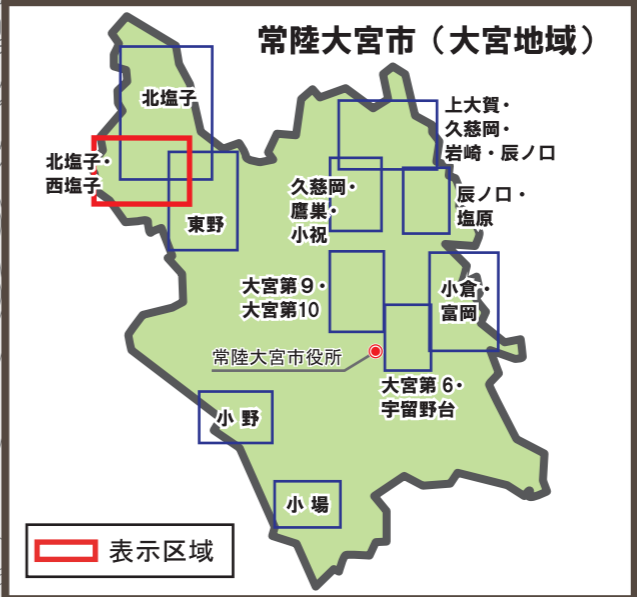 常陸大宮市（大宮地域）
北塩子
上大賀・
久慈岡・
岩崎・辰ノ口
北塩子・
西塩子
久慈岡・
鷹巣・
小祝
辰ノ口・
塩原
東野
大宮第９・
大宮第10
小倉・
富岡
常陸大宮市役所
大宮第６・
宇留野台
小野
小場
表示区域